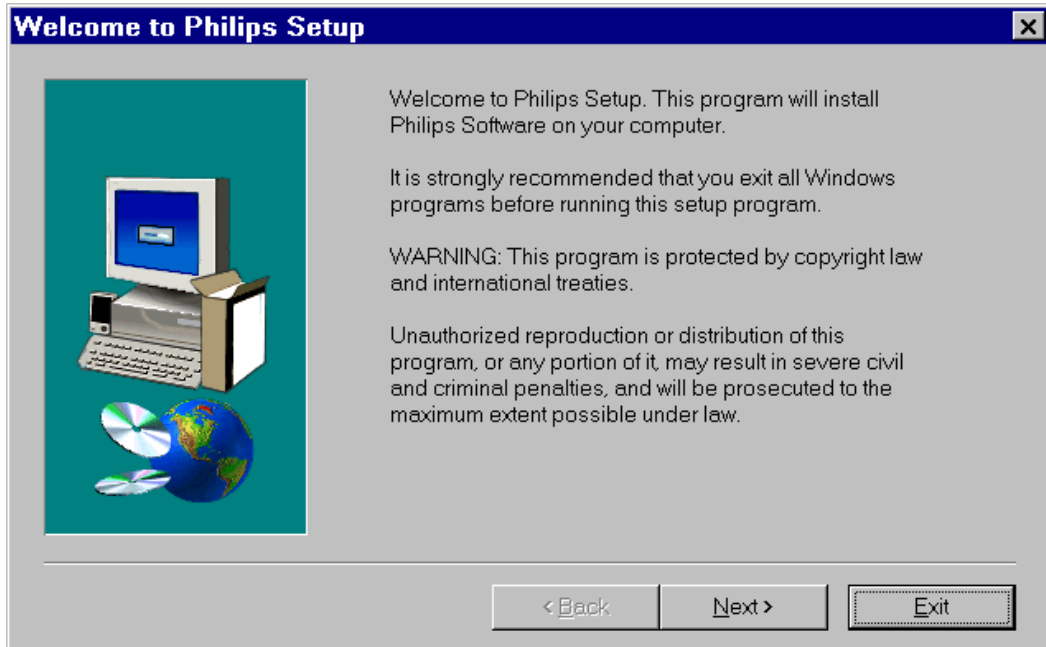 Welcome to Philips Setup
Welcome to Philips Setup. This program will install
Philips Software on your computer.
It is strongly recommended that you exit all Windows
programs before running this setup program.
WARNING: This program is protected by copyright law
and international treaties.
Unauthorized reproduction or distribution of this
program, or any portion of it, may result in severe civil
and criminal penalties, and will be prosecuted to the
maximum extent possible under law.
< Back Next > Exit